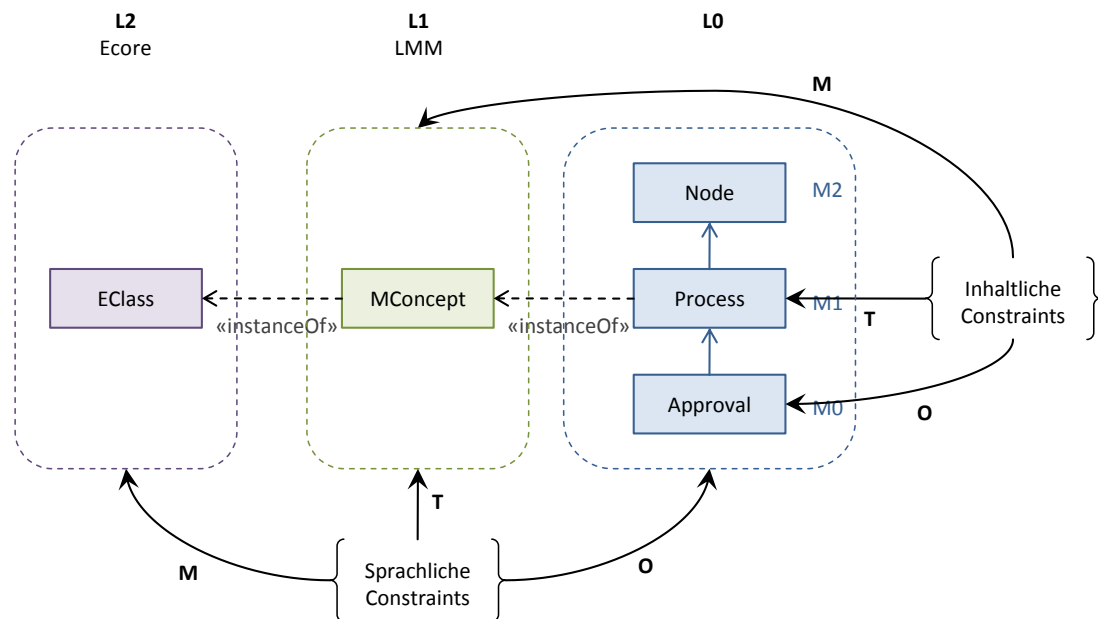 L2
Ecore
L1
LMM
L0
M
Node
M2
EClass
«instanceOf»
MConcept
«instanceOf»
Process
M1
T
Inhaltliche
Constraints
Approval
M0
O
T
M
Sprachliche
Constraints
O